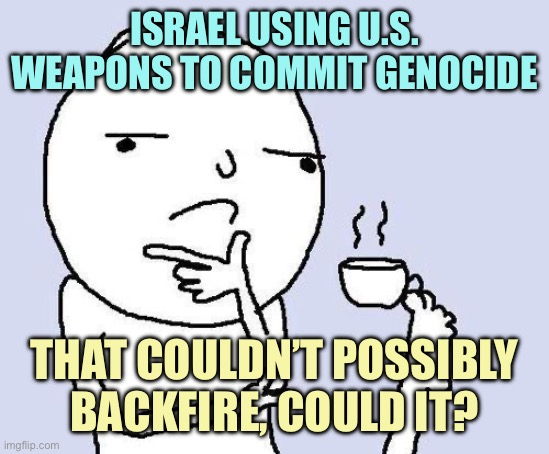 ISRAEL USING U.S.
WEAPONS TO COMMIT GENOCIDE
THAT COULDN'T POSSIBLY
BACKFIRE, COULD IT?
imgflip.com